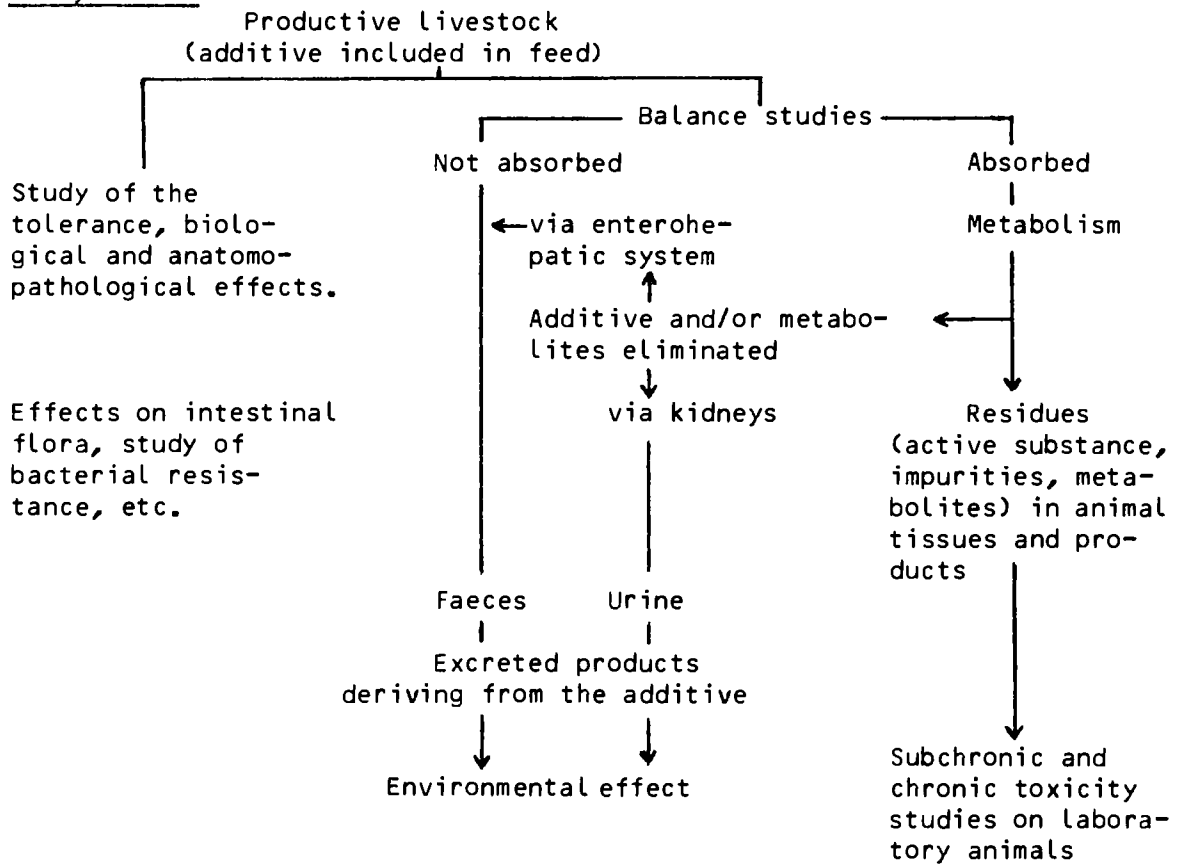 Productive livestock
(additive included in feed)
Balance studies
Not absorbed
Absorbed
Study of the
tolerance, biolo-
gical and anatomo-
pathological effects.
via enterohe-
patic system
Metabolism
Additive and/or metabo-
lites eliminated
Effects on intestinal
flora, study of
bacterial resis-
tance, etc.
via kidneys
Residues
(active substance,
impurities, meta-
bolites) in animal
tissues and pro-
ducts
Faeces
Urine
Excreted products
deriving from the additive
Environmental effect
Subchronic and
chronic toxicity
studies on labora-
tory animals